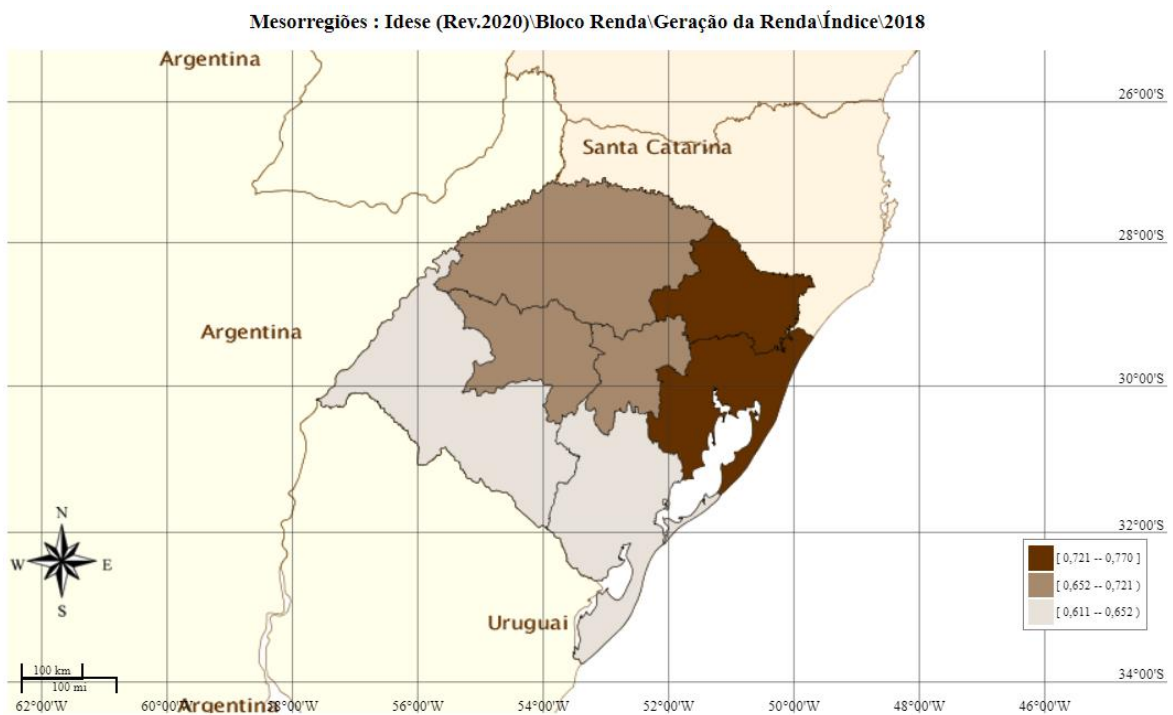 Mesorregiões : Idese (Rev.2020)\Bloco Renda\Geração da Renda\Índice\2018
Argentina
26°00'S
Santa Catarina
28°00'S
Argentina
30°00'S
N
W E
S
32°00'S
[ 0,721 -- 0,770 ]
[ 0,652 -- 0,721 )
[ 0,611 -- 0,652 )
Uruguai
100 km
100 mi
34°00'S
Argentina
62°00'W 60°00'W 58°00'W 56°00'W 54°00'W 52°00'W 50°00'W 48°00'W 46°00'W